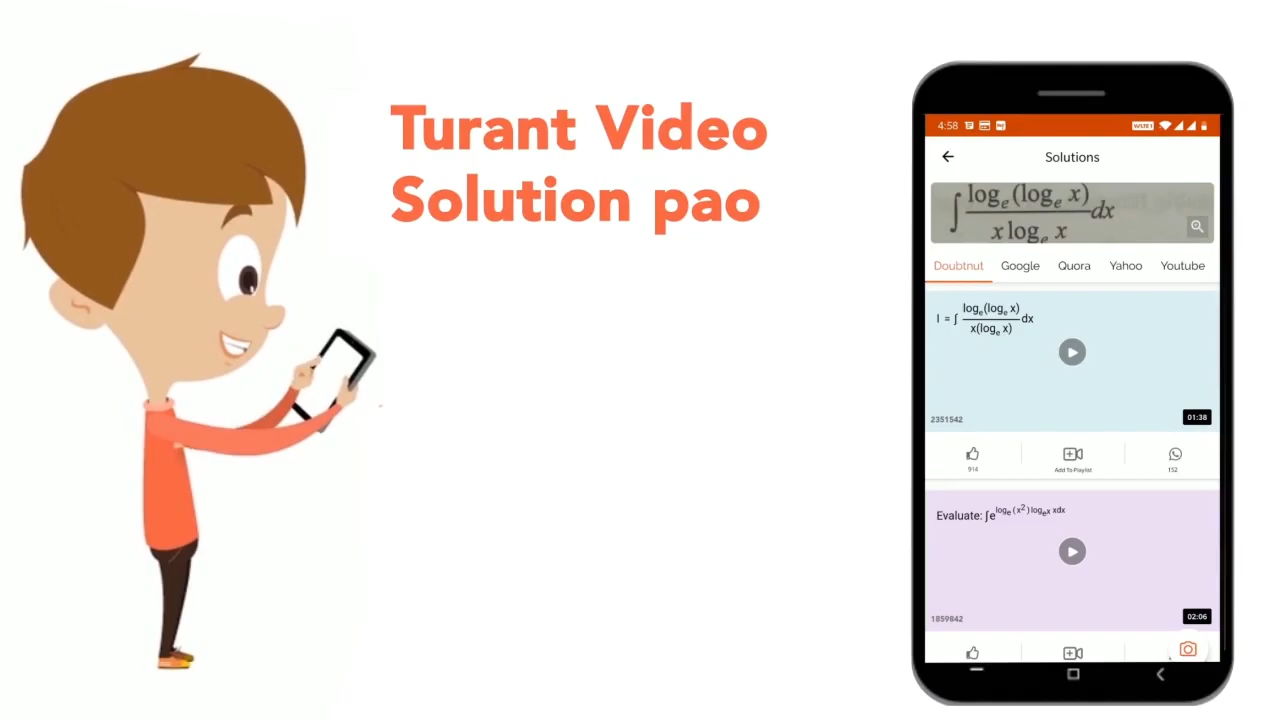 Turant Video
Solution pao
4:58
VoLTE1
Solutions
∫ logₑ(logₑ x) / x logₑ x dx
Doubtnut Google Quora Yahoo Youtube
I = ∫ logₑ(logₑ x) / x(logₑ x) dx
2351542
01:38
914
Add To Playlist
152
Evaluate: ∫e^logₑ(x²)logₑx xdx
1859842
02:06